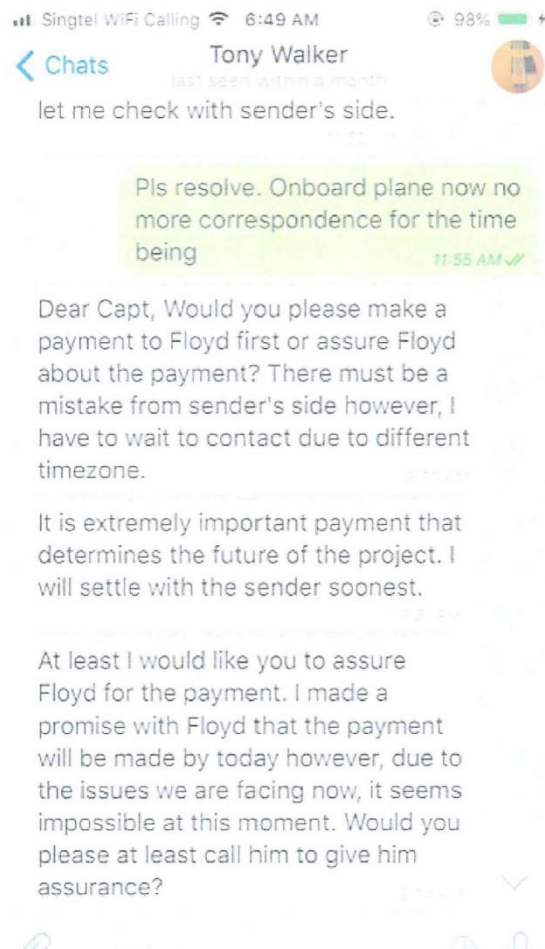 Singtel WiFi Calling 6:49 AM 98%
Chats Tony Walker
last seen within a month
let me check with sender's side.
Pls resolve. Onboard plane now no
more correspondence for the time
being 11:55 AM
Dear Capt, Would you please make a
payment to Floyd first or assure Floyd
about the payment? There must be a
mistake from sender's side however, I
have to wait to contact due to different
timezone.
It is extremely important payment that
determines the future of the project. I
will settle with the sender soonest.
At least I would like you to assure
Floyd for the payment. I made a
promise with Floyd that the payment
will be made by today however, due to
the issues we are facing now, it seems
impossible at this moment. Would you
please at least call him to give him
assurance?